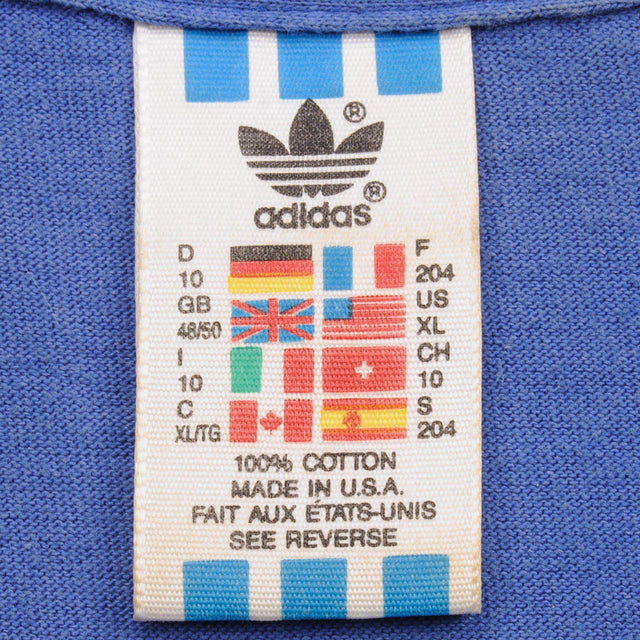 ®
adidas®
D F
10 204
GB US
48/50 XL
I CH
10 10
C S
XL/TG 204
100% COTTON
MADE IN U.S.A.
FAIT AUX ÉTATS-UNIS
SEE REVERSE